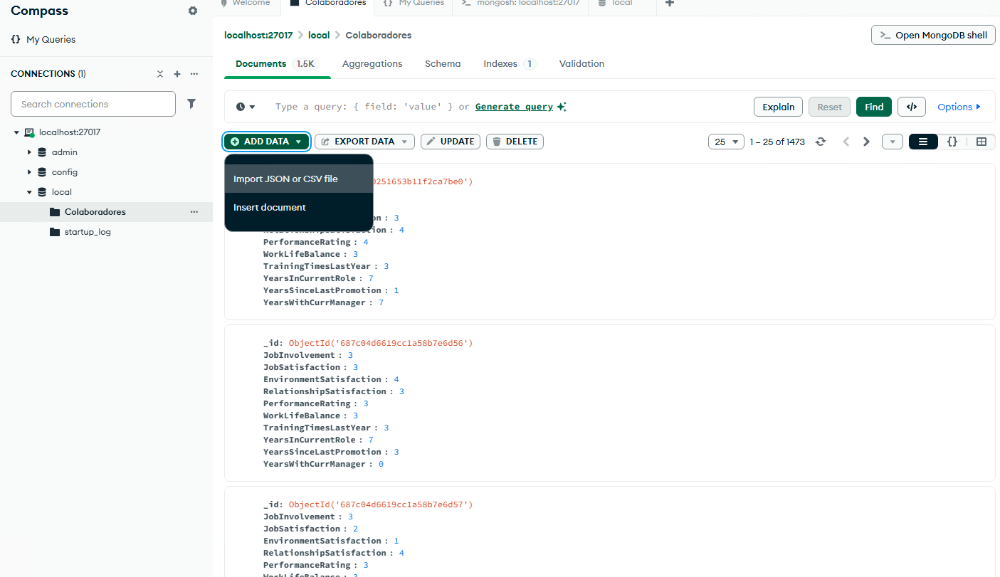 Compass
My Queries
CONNECTIONS (1)
Search connections
localhost:27017
admin
config
local
Colaboradores
startup_log
Welcome
Colaboradores
My Queries
mongosh: localhost:27017
local
localhost:27017 > local > Colaboradores
Open MongoDB shell
Documents 1.5K
Aggregations
Schema
Indexes 1
Validation
Type a query: { field: 'value' } or Generate query
Explain
Reset
Find
Options
ADD DATA
EXPORT DATA
UPDATE
DELETE
25
1 – 25 of 1473
Import JSON or CSV file
Insert document
0251653b11f2ca7be0')
on : 3
RelationshipSatisfaction : 4
PerformanceRating : 4
WorkLifeBalance : 3
TrainingTimesLastYear : 3
YearsInCurrentRole : 7
YearsSinceLastPromotion : 1
YearsWithCurrManager : 7
_id: ObjectId('687c04d6619cc1a58b7e6d56')
JobInvolvement : 3
JobSatisfaction : 3
EnvironmentSatisfaction : 4
RelationshipSatisfaction : 3
PerformanceRating : 3
WorkLifeBalance : 3
TrainingTimesLastYear : 3
YearsInCurrentRole : 7
YearsSinceLastPromotion : 3
YearsWithCurrManager : 0
_id: ObjectId('687c04d6619cc1a58b7e6d57')
JobInvolvement : 3
JobSatisfaction : 2
EnvironmentSatisfaction : 1
RelationshipSatisfaction : 4
PerformanceRating : 3
WorkLifeBalance : 3